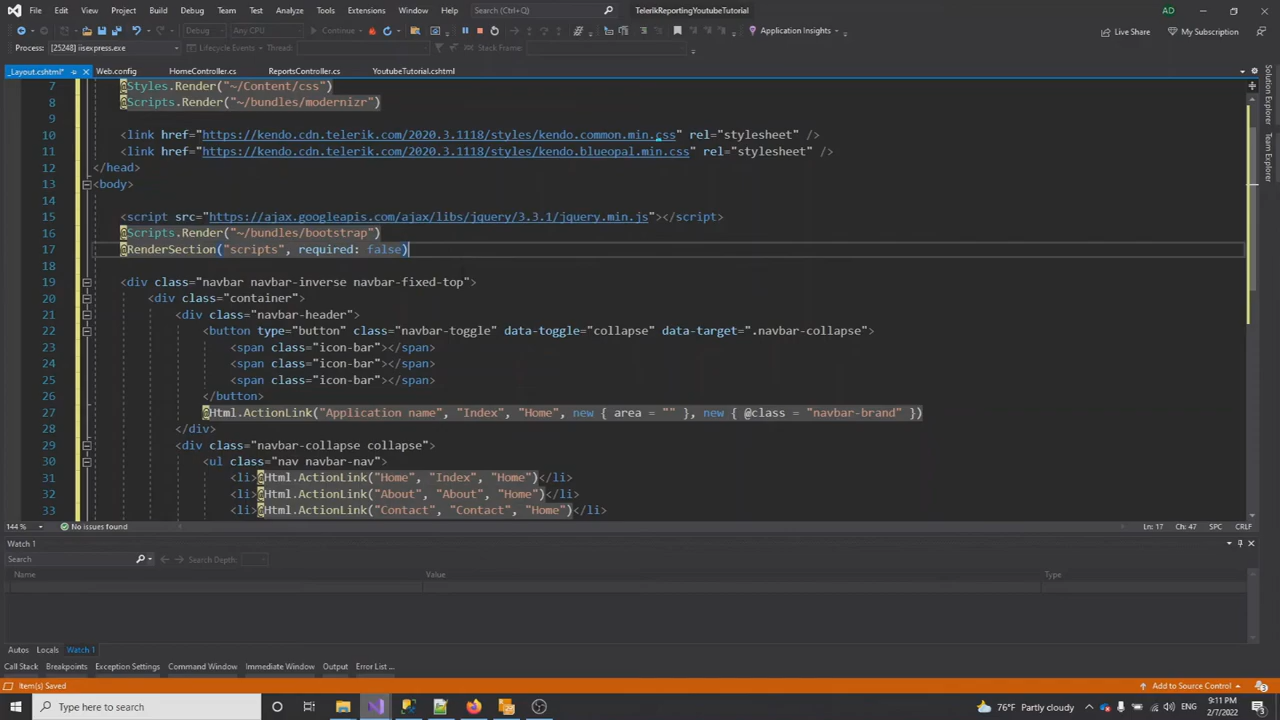 File Edit View Project Build Debug Test Analyze Tools Extensions Window Help Search (Ctrl+Q) TelerikReportingYoutubeTutorial AD
Debug Any CPU Continue Application Insights Live Share My Subscription
Process: [25248] iisexpress.exe Lifecycle Events Thread: Stack Frame:
_Layout.cshtml* Web.config HomeController.cs ReportsController.cs YoutubeTutorial.cshtml
7 @Styles.Render("~/Content/css")
8 @Scripts.Render("~/bundles/modernizr")
9
10 <link href="https://kendo.cdn.telerik.com/2020.3.1118/styles/kendo.common.min.css" rel="stylesheet" />
11 <link href="https://kendo.cdn.telerik.com/2020.3.1118/styles/kendo.blueopal.min.css" rel="stylesheet" />
12 </head>
13 <body>
14
15 <script src="https://ajax.googleapis.com/ajax/libs/jquery/3.3.1/jquery.min.js"></script>
16 @Scripts.Render("~/bundles/bootstrap")
17 @RenderSection("scripts", required: false)
18
19 <div class="navbar navbar-inverse navbar-fixed-top">
20 <div class="container">
21 <div class="navbar-header">
22 <button type="button" class="navbar-toggle" data-toggle="collapse" data-target=".navbar-collapse">
23 <span class="icon-bar"></span>
24 <span class="icon-bar"></span>
25 <span class="icon-bar"></span>
26 </button>
27 @Html.ActionLink("Application name", "Index", "Home", new { area = "" }, new { @class = "navbar-brand" })
28 </div>
29 <div class="navbar-collapse collapse">
30 <ul class="nav navbar-nav">
31 <li>@Html.ActionLink("Home", "Index", "Home")</li>
32 <li>@Html.ActionLink("About", "About", "Home")</li>
33 <li>@Html.ActionLink("Contact", "Contact", "Home")</li>
144 % No issues found Ln: 17 Ch: 47 SPC CRLF
Watch 1
Search Search Depth:
Name Value Type
Autos Locals Watch 1
Call Stack Breakpoints Exception Settings Command Window Immediate Window Output Error List ...
Item(s) Saved Add to Source Control 3
Type here to search 76°F Partly cloudy ENG 9:11 PM
2/7/2022 3
Solution Explorer
Team Explorer